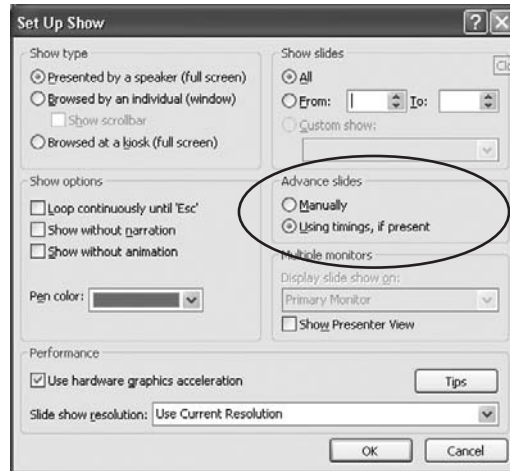 Set Up Show
Show type
Presented by a speaker (full screen)
Browsed by an individual (window)
Show scrollbar
Browsed at a kiosk (full screen)
Show slides
All
From: To:
Custom show:
Show options
Loop continuously until 'Esc'
Show without narration
Show without animation
Pen color:
Advance slides
Manually
Using timings, if present
Multiple monitors
Display slide show on:
Primary Monitor
Show Presenter View
Performance
Use hardware graphics acceleration
Tips
Slide show resolution: Use Current Resolution
OK Cancel